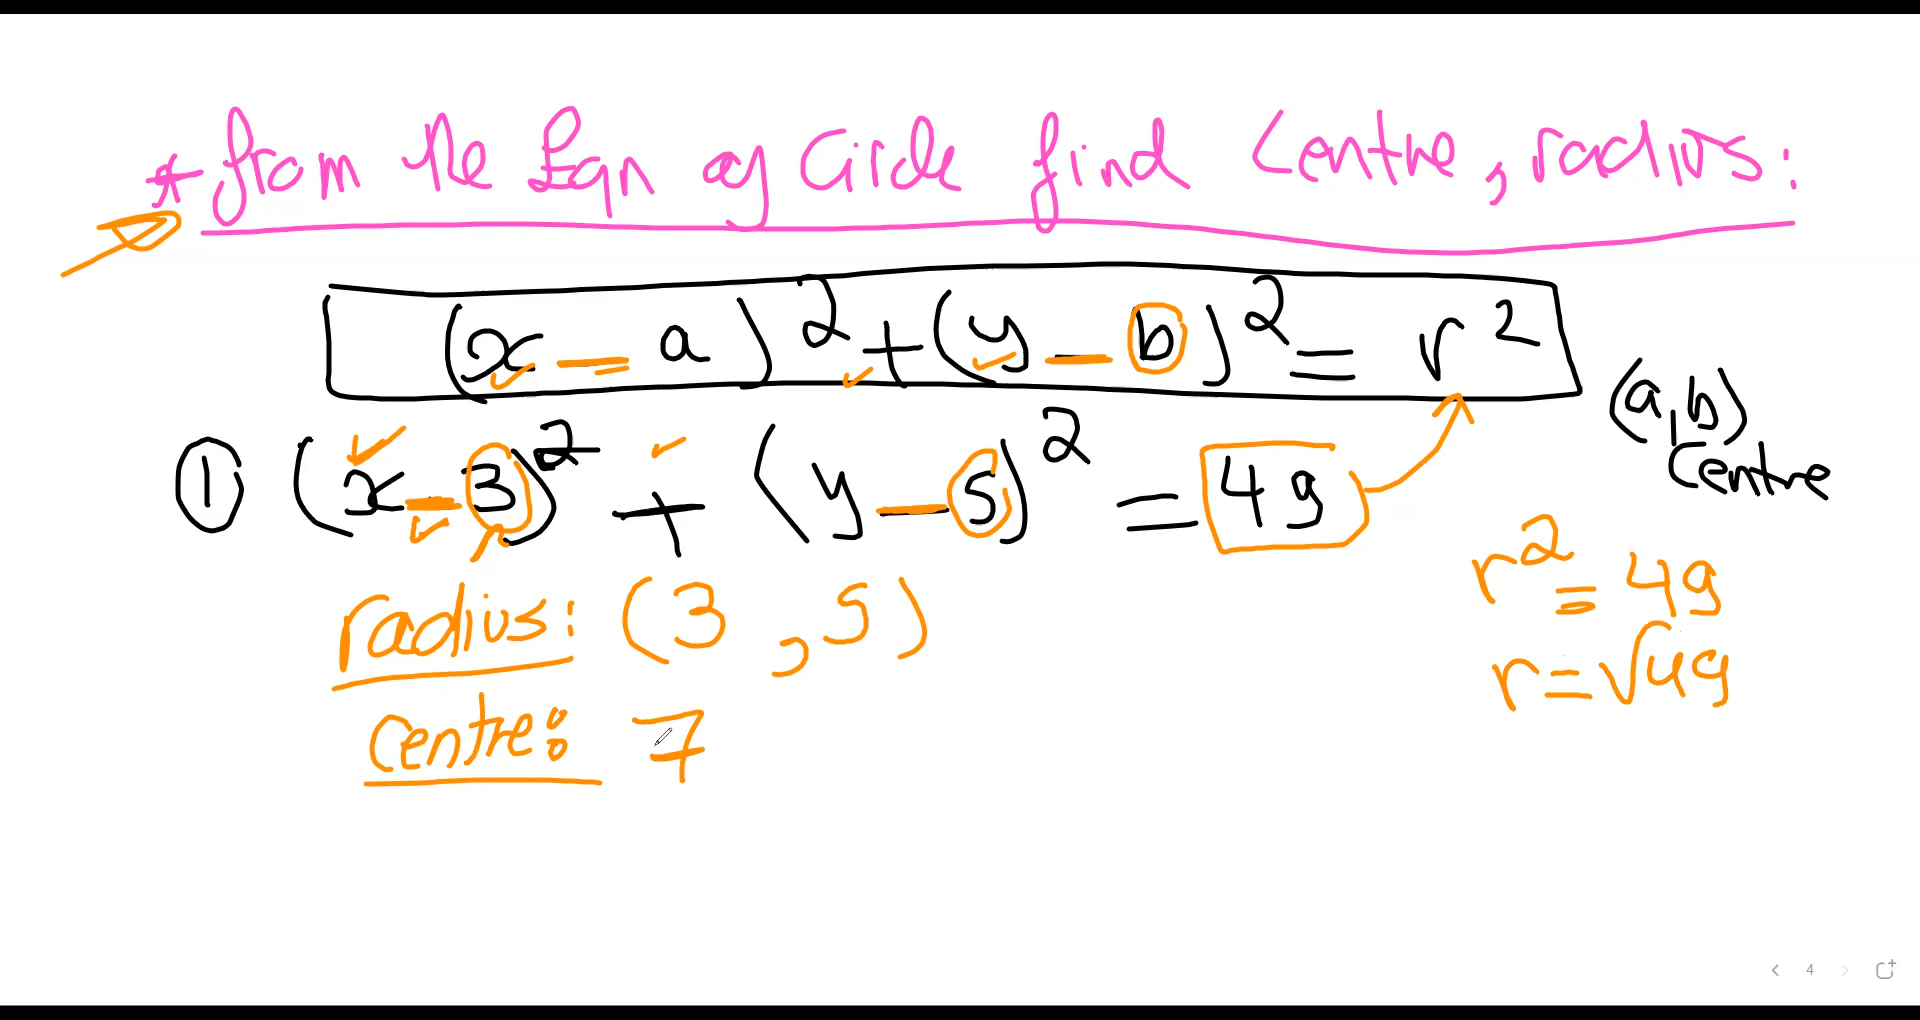 * from the Eqn of Circle find Centre, radius:
(x - a)² + (y - b)² = r²
(a, b)
Centre
① (x - 3)² + (y - 5)² = 49
r² = 49
r = √49
radius: (3, 5)
centre: 7
4